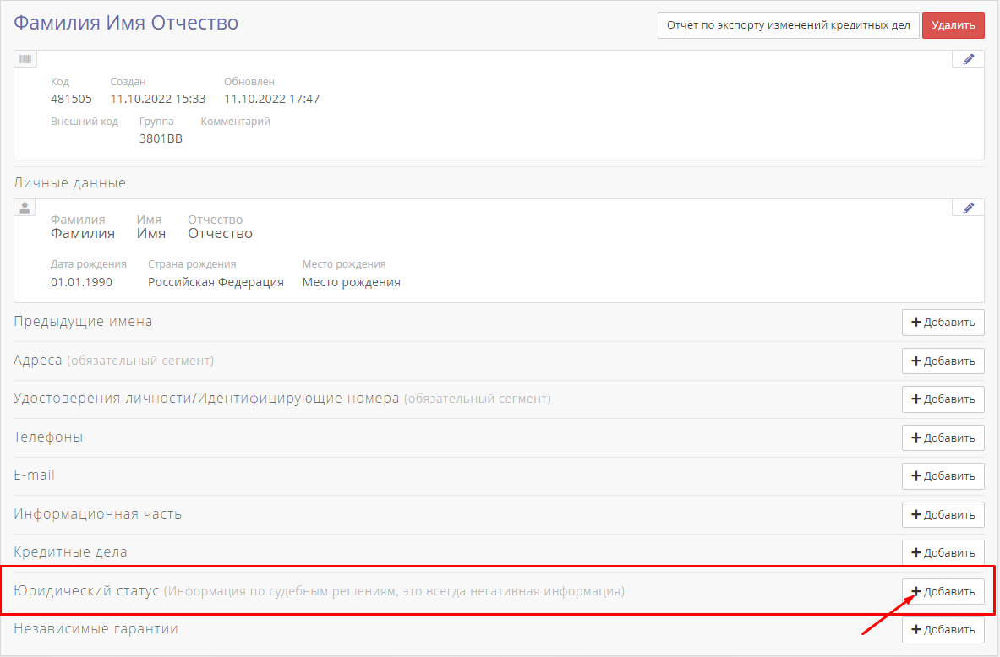 Фамилия Имя Отчество
Отчет по экспорту изменений кредитных дел Удалить
Код Создан Обновлен
481505 11.10.2022 15:33 11.10.2022 17:47
Внешний код Группа Комментарий
3801BB
Личные данные
Фамилия Имя Отчество
Фамилия Имя Отчество
Дата рождения Страна рождения Место рождения
01.01.1990 Российская Федерация Место рождения
Предыдущие имена Добавить
Адреса (обязательный сегмент) Добавить
Удостоверения личности/Идентифицирующие номера (обязательный сегмент) Добавить
Телефоны Добавить
E-mail Добавить
Информационная часть Добавить
Кредитные дела Добавить
Юридический статус (Информация по судебным решениям, это всегда негативная информация) Добавить
Независимые гарантии Добавить